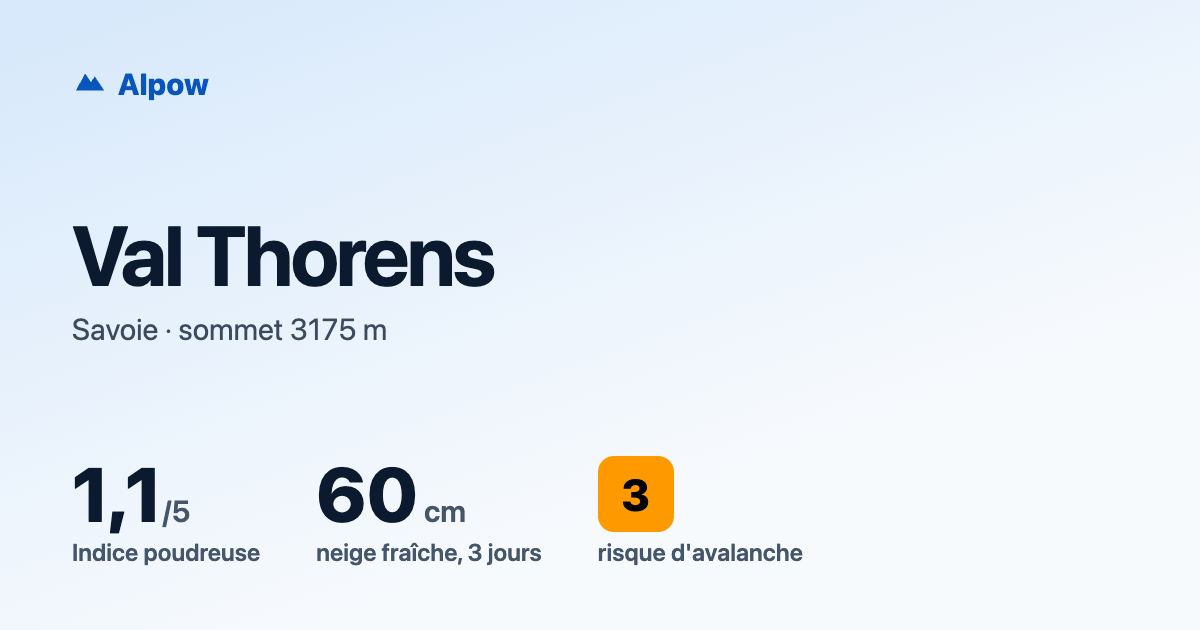 Alpow
Val Thorens
Savoie · sommet 3175 m
1,1/5
Indice poudreuse
60 cm
neige fraîche, 3 jours
3
risque d'avalanche